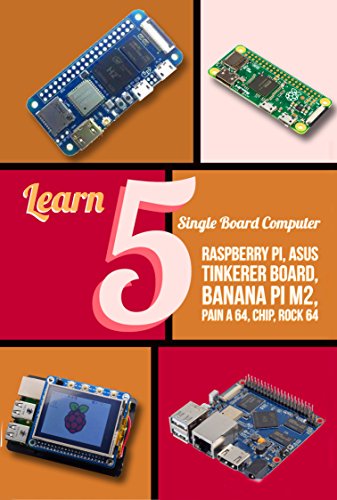 Learn
5
Single Board Computer
RASPBERRY PI, ASUS
TINKERER BOARD,
BANANA PI M2,
PAIN A 64, CHIP, ROCK 64